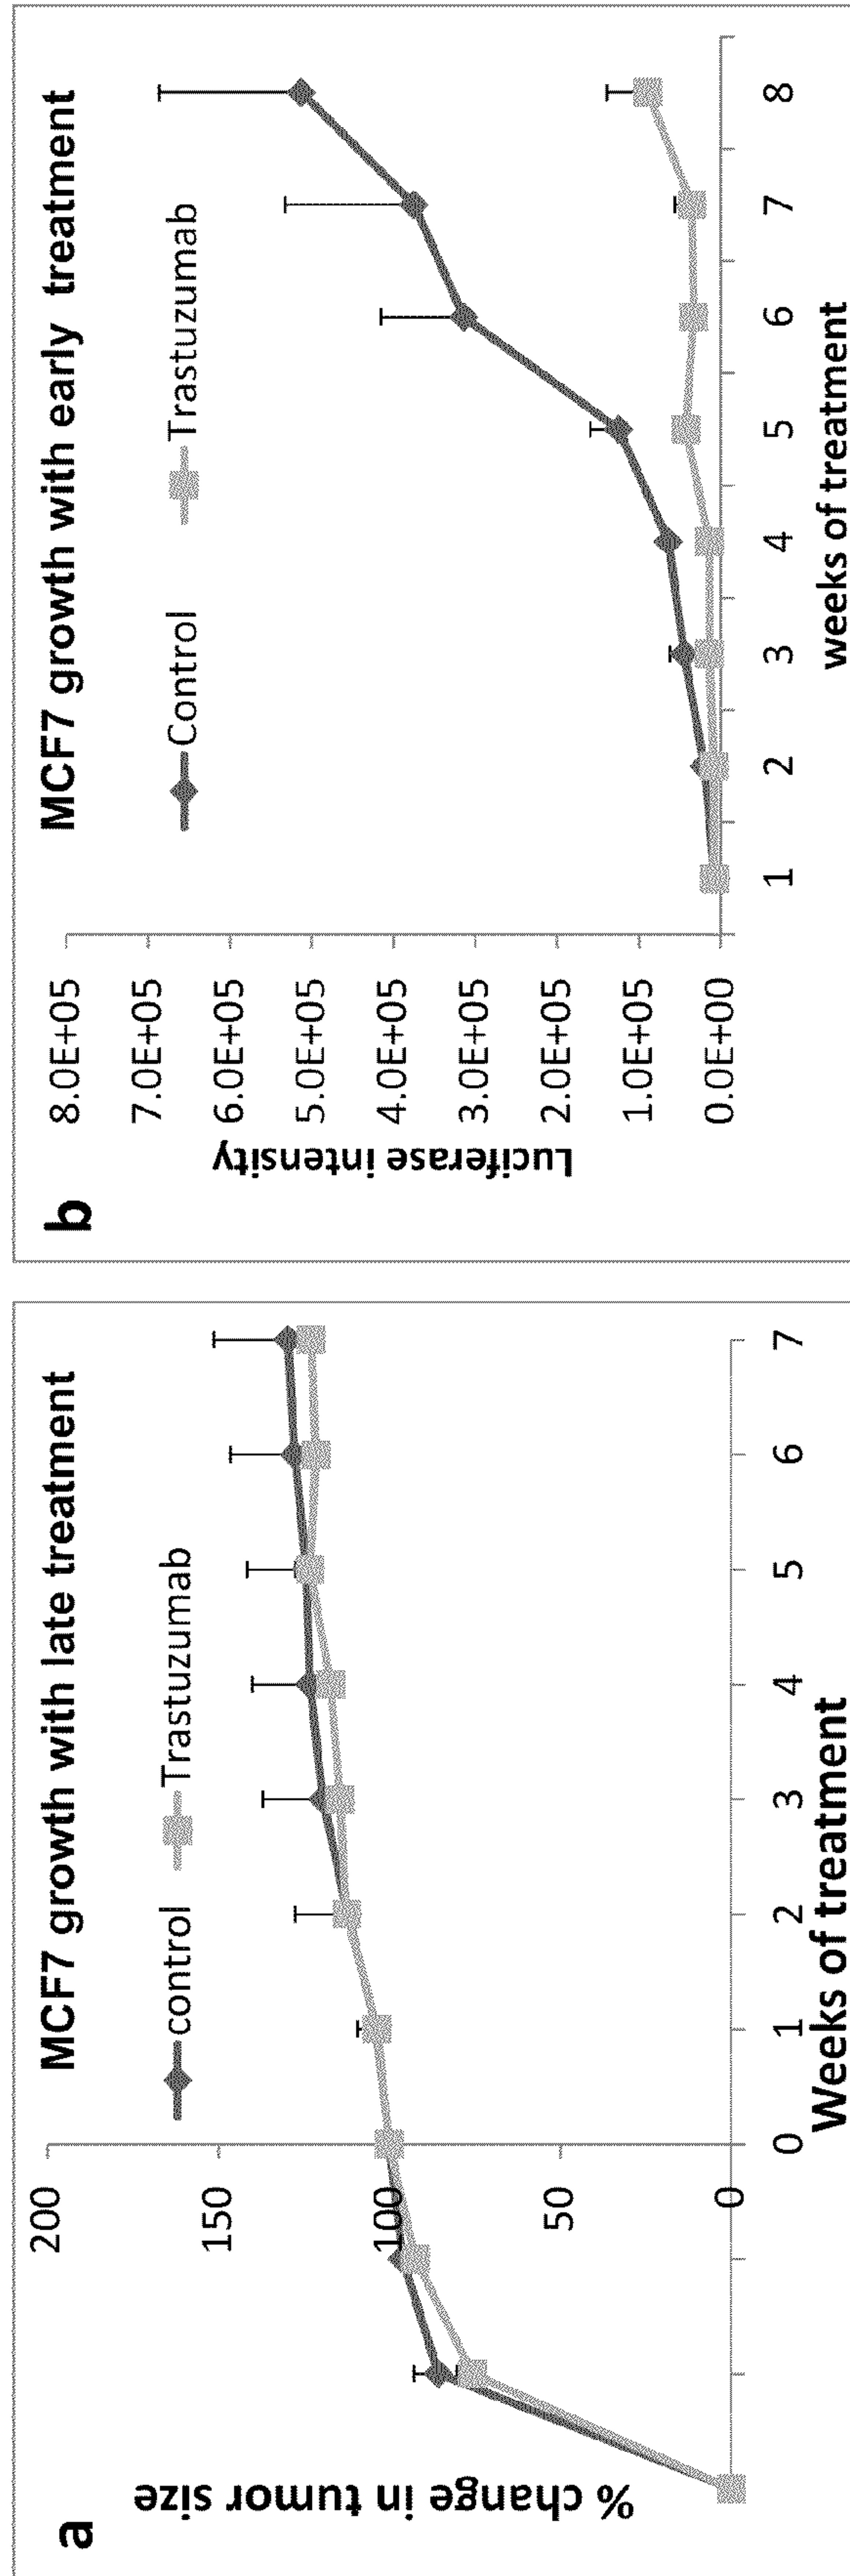 a
MCF7 growth with late treatment
control
Trastuzumab
% change in tumor size
200
150
100
50
0
0 1 2 3 4 5 6 7
Weeks of treatment
b
MCF7 growth with early treatment
Control
Trastuzumab
Luciferase intensity
8.0E+05
7.0E+05
6.0E+05
5.0E+05
4.0E+05
3.0E+05
2.0E+05
1.0E+05
0.0E+00
1 2 3 4 5 6 7 8
weeks of treatment